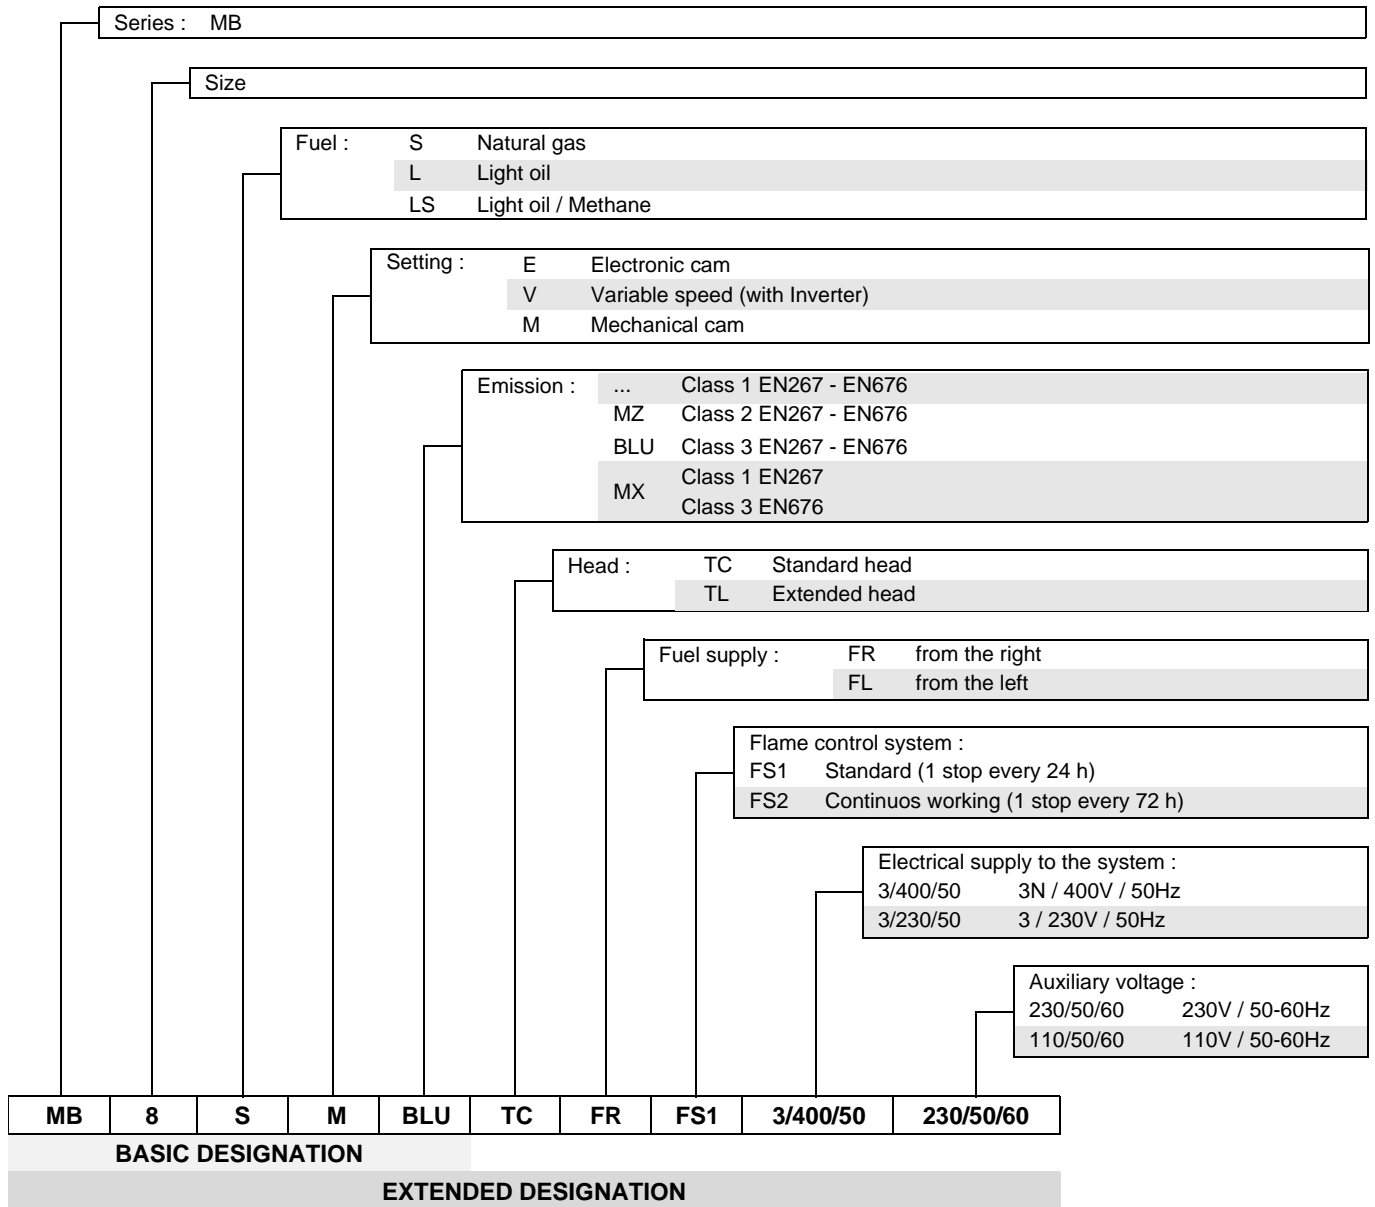 Series : MB
Size
Fuel : S Natural gas
L Light oil
LS Light oil / Methane
Setting : E Electronic cam
V Variable speed (with Inverter)
M Mechanical cam
Emission : ... Class 1 EN267 - EN676
MZ Class 2 EN267 - EN676
BLU Class 3 EN267 - EN676
MX Class 1 EN267
Class 3 EN676
Head : TC Standard head
TL Extended head
Fuel supply : FR from the right
FL from the left
Flame control system :
FS1 Standard (1 stop every 24 h)
FS2 Continuos working (1 stop every 72 h)
Electrical supply to the system :
3/400/50 3N / 400V / 50Hz
3/230/50 3 / 230V / 50Hz
Auxiliary voltage :
230/50/60 230V / 50-60Hz
110/50/60 110V / 50-60Hz
MB 8 S M BLU TC FR FS1 3/400/50 230/50/60
BASIC DESIGNATION
EXTENDED DESIGNATION